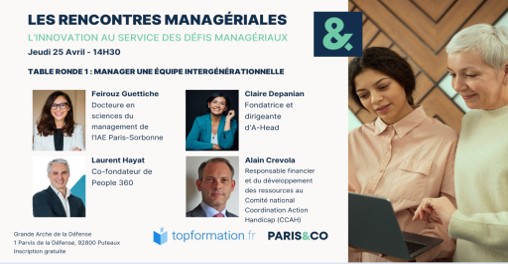 LES RENCONTRES MANAGÉRIALES
L'INNOVATION AU SERVICE DES DÉFIS MANAGÉRIAUX
Jeudi 25 Avril - 14H30
&
TABLE RONDE 1 : MANAGER UNE ÉQUIPE INTERGÉNÉRATIONNELLE
Feirouz Guettiche
Docteure en
sciences du
management de
l'IAE Paris-Sorbonne
Claire Depanian
Fondatrice et
dirigeante
d'A-Head
Laurent Hayat
Co-fondateur de
People 360
Alain Crevola
Responsable financier
et du développement
des ressources au
Comité national
Coordination Action
Handicap (CCAH)
Grande Arche de la Défense
1 Parvis de la Défense, 92800 Puteaux
Inscription gratuite
topformation.fr
PARIS&CO